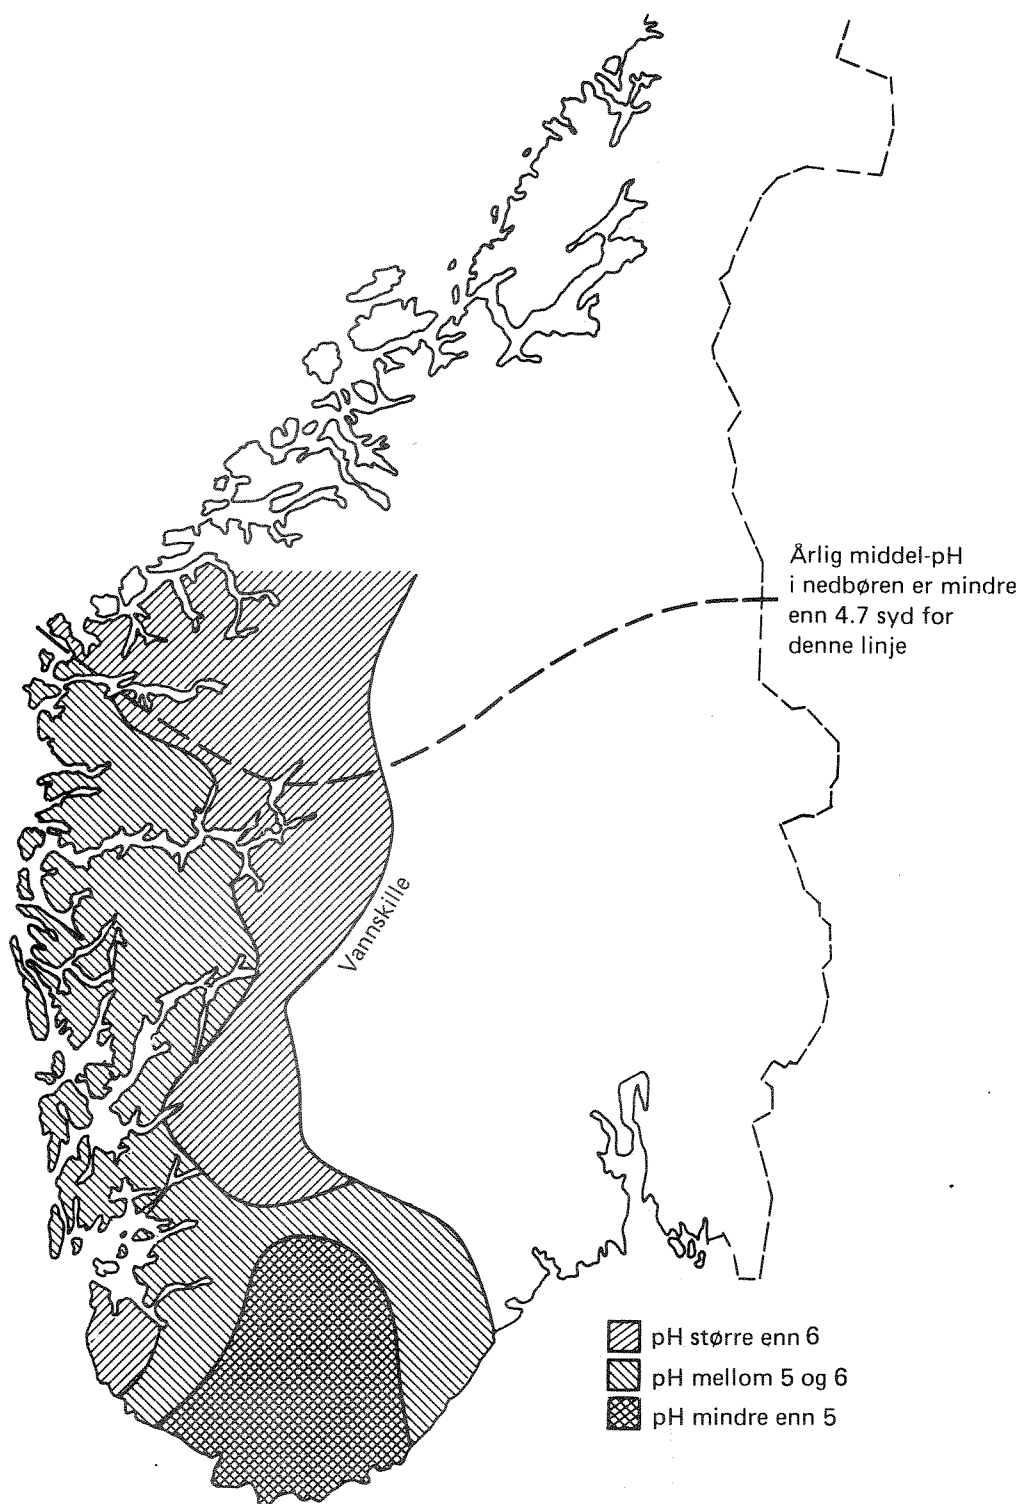 Årlig middel-pH
i nedbøren er mindre
enn 4.7 syd for
denne linje
Vannskille
pH større enn 6
pH mellom 5 og 6
pH mindre enn 5